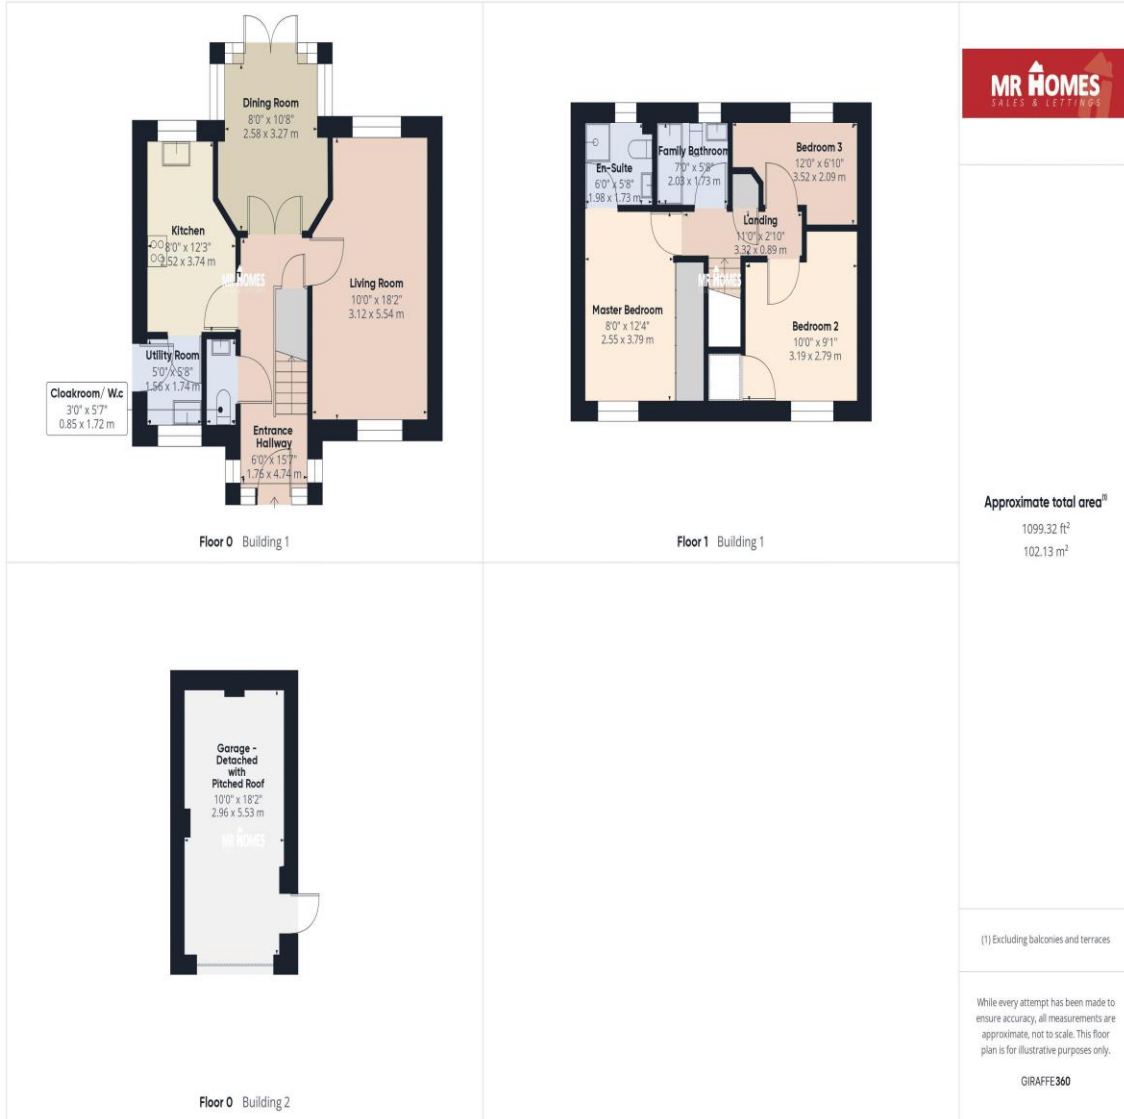 Dining Room
8'0" x 10'8"
2.58 x 3.27 m
Kitchen
8'0" x 12'3"
2.52 x 3.74 m
MR HOMES
Living Room
10'0" x 18'2"
3.12 x 5.54 m
Utility Room
5'0" x 5'8"
1.56 x 1.74 m
Cloakroom/ W.c
3'0" x 5'7"
0.85 x 1.72 m
Entrance
Hallway
6'0" x 15'7"
1.76 x 4.74 m
Floor 0 Building 1
En-Suite
6'0" x 5'8"
1.98 x 1.73 m
Family Bathroom
7'0" x 5'8"
2.03 x 1.73 m
Bedroom 3
12'0" x 6'10"
3.52 x 2.09 m
Landing
11'0" x 2'10"
3.32 x 0.89 m
MR HOMES
Master Bedroom
8'0" x 12'4"
2.55 x 3.79 m
Bedroom 2
10'0" x 9'1"
3.19 x 2.79 m
Floor 1 Building 1
Garage -
Detached
with
Pitched Roof
10'0" x 18'2"
2.96 x 5.53 m
MR HOMES
Floor 0 Building 2
MR HOMES
SALES & LETTINGS
Approximate total area(1)
1099.32 ft²
102.13 m²
(1) Excluding balconies and terraces
While every attempt has been made to
ensure accuracy, all measurements are
approximate, not to scale. This floor
plan is for illustrative purposes only.
GIRAFFE360